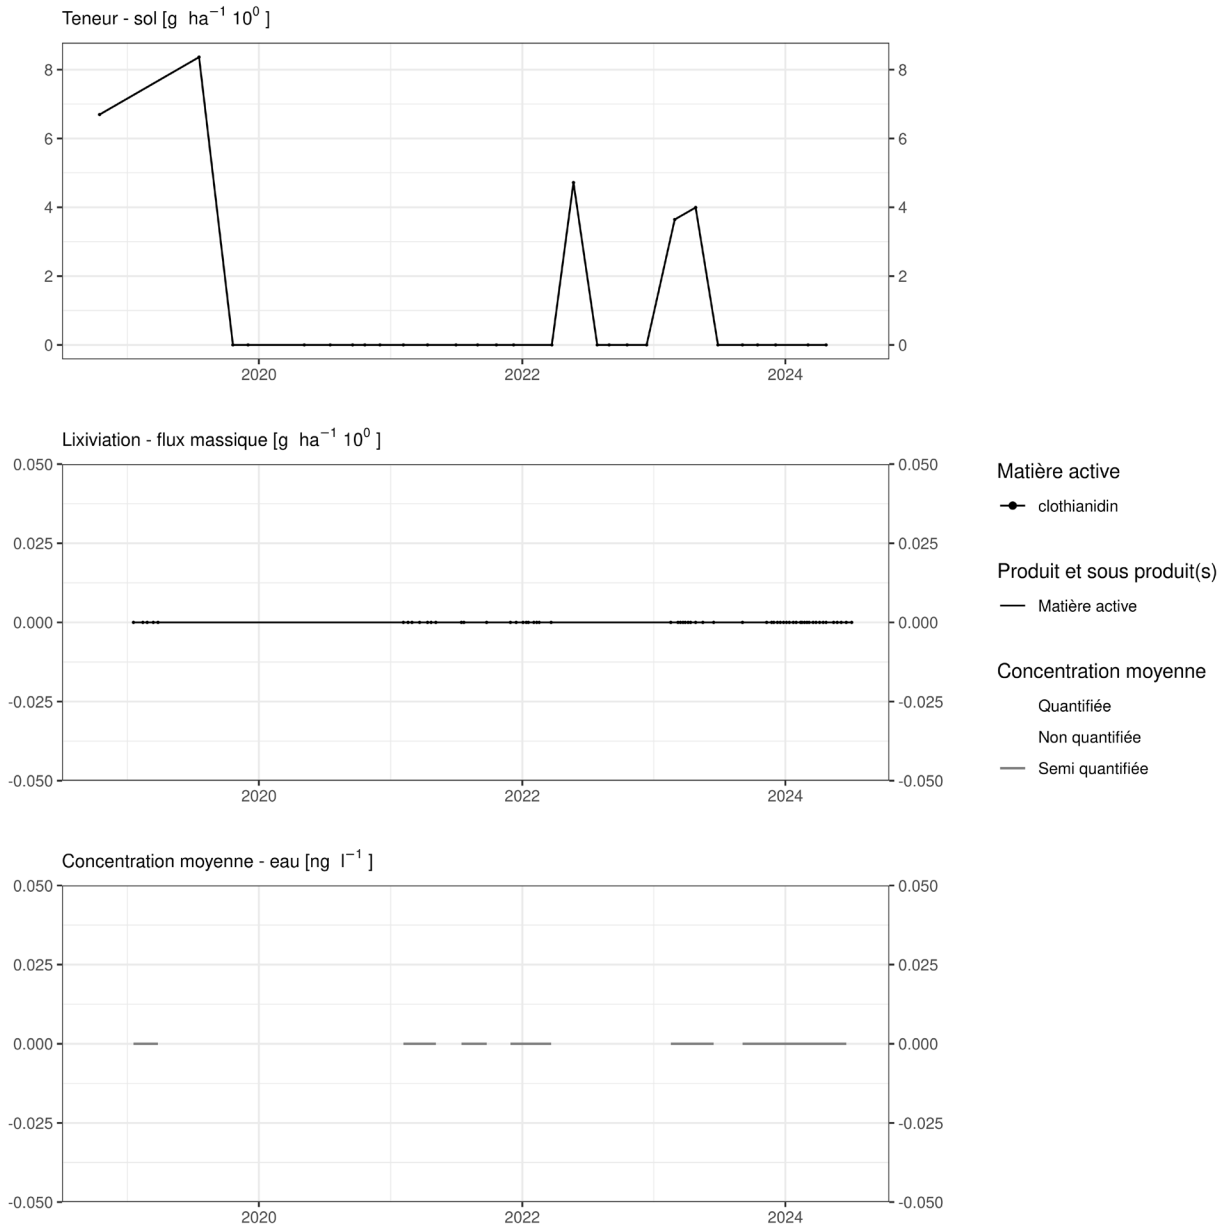 Teneur - sol [g ha⁻¹ 10⁰ ]
8 8
6 6
4 4
2 2
0 0
2020 2022 2024
Lixiviation - flux massique [g ha⁻¹ 10⁰ ]
0.050 0.050
0.025 0.025
0.000 0.000
-0.025 -0.025
-0.050 -0.050
2020 2022 2024
Matière active
clothianidin
Produit et sous produit(s)
Matière active
Concentration moyenne
Quantifiée
Non quantifiée
Semi quantifiée
Concentration moyenne - eau [ng l⁻¹ ]
0.050 0.050
0.025 0.025
0.000 0.000
-0.025 -0.025
-0.050 -0.050
2020 2022 2024